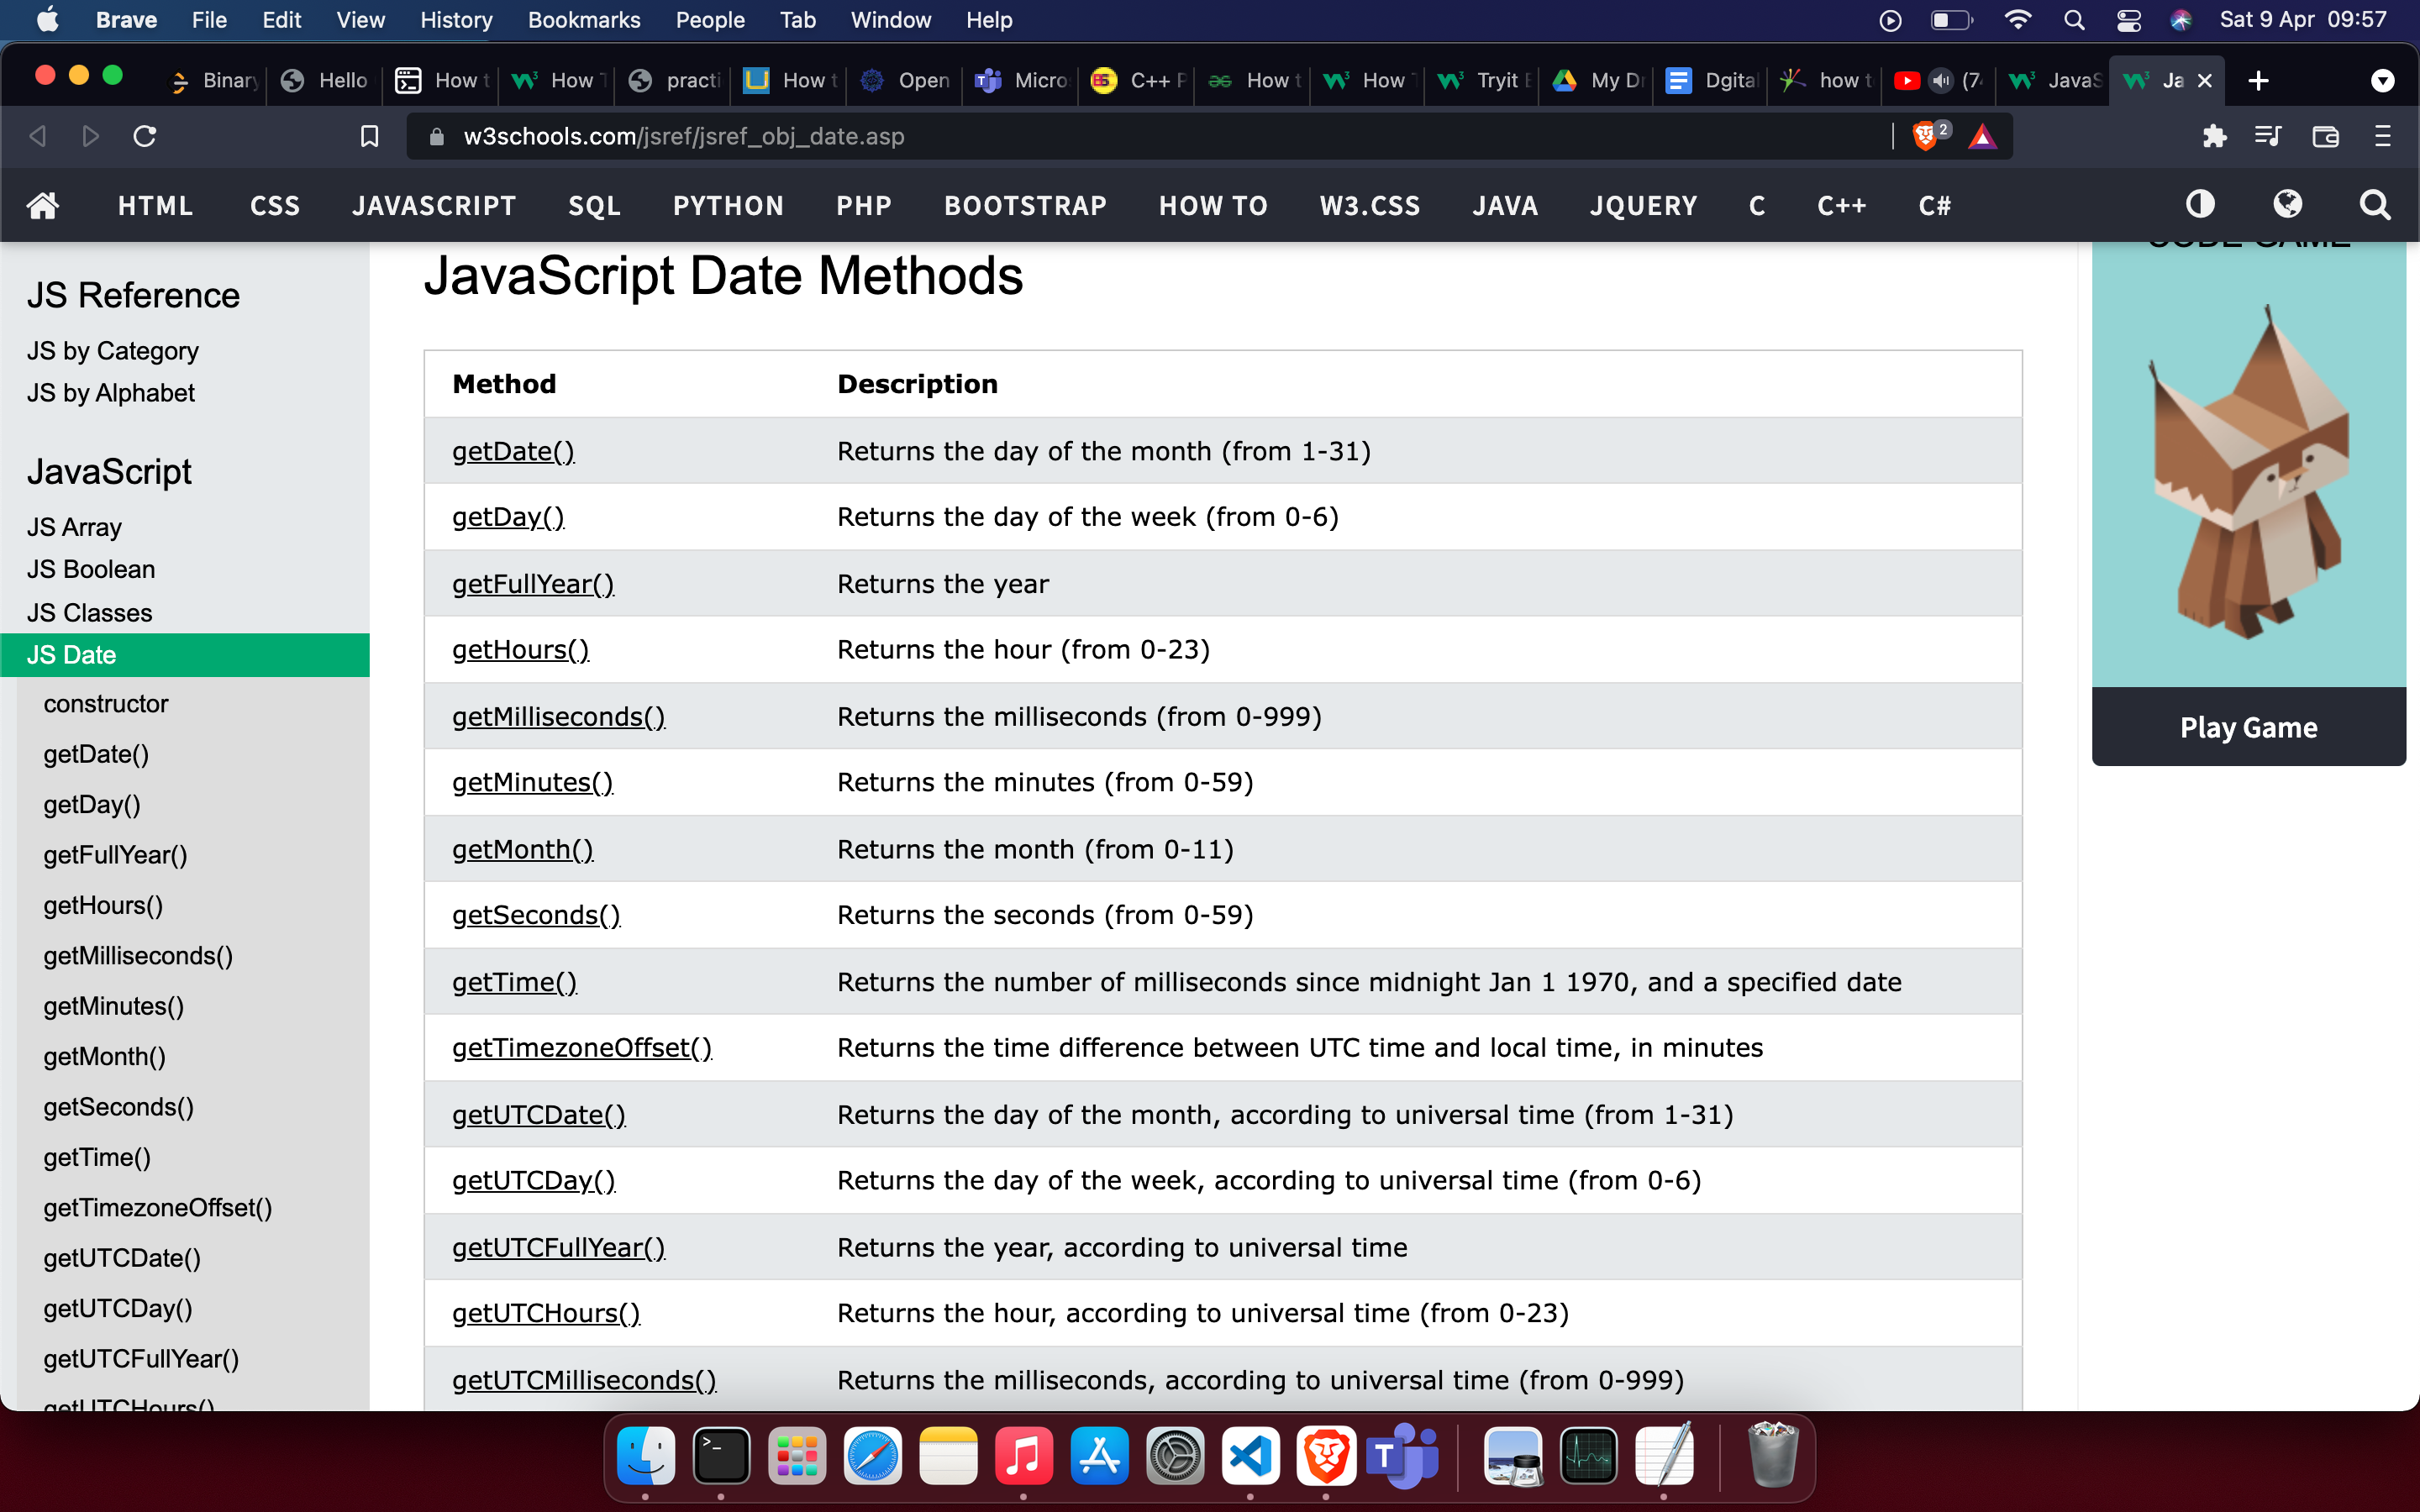 Brave File Edit View History Bookmarks People Tab Window Help Sat 9 Apr 09:57
Binary Hello How t How T practi How t Open Micro C++ P How t How T Tryit E My Dr Dgital how t (7 JavaS Ja
w3schools.com/jsref/jsref_obj_date.asp 2
HTML CSS JAVASCRIPT SQL PYTHON PHP BOOTSTRAP HOW TO W3.CSS JAVA JQUERY C C++ C#
JS Reference
JS by Category
JS by Alphabet
JavaScript
JS Array
JS Boolean
JS Classes
JS Date
constructor
getDate()
getDay()
getFullYear()
getHours()
getMilliseconds()
getMinutes()
getMonth()
getSeconds()
getTime()
getTimezoneOffset()
getUTCDate()
getUTCDay()
getUTCFullYear()
getUTCHours()
JavaScript Date Methods
Method Description
getDate() Returns the day of the month (from 1-31)
getDay() Returns the day of the week (from 0-6)
getFullYear() Returns the year
getHours() Returns the hour (from 0-23)
getMilliseconds() Returns the milliseconds (from 0-999)
getMinutes() Returns the minutes (from 0-59)
getMonth() Returns the month (from 0-11)
getSeconds() Returns the seconds (from 0-59)
getTime() Returns the number of milliseconds since midnight Jan 1 1970, and a specified date
getTimezoneOffset() Returns the time difference between UTC time and local time, in minutes
getUTCDate() Returns the day of the month, according to universal time (from 1-31)
getUTCDay() Returns the day of the week, according to universal time (from 0-6)
getUTCFullYear() Returns the year, according to universal time
getUTCHours() Returns the hour, according to universal time (from 0-23)
getUTCMilliseconds() Returns the milliseconds, according to universal time (from 0-999)
CODE GAME
Play Game